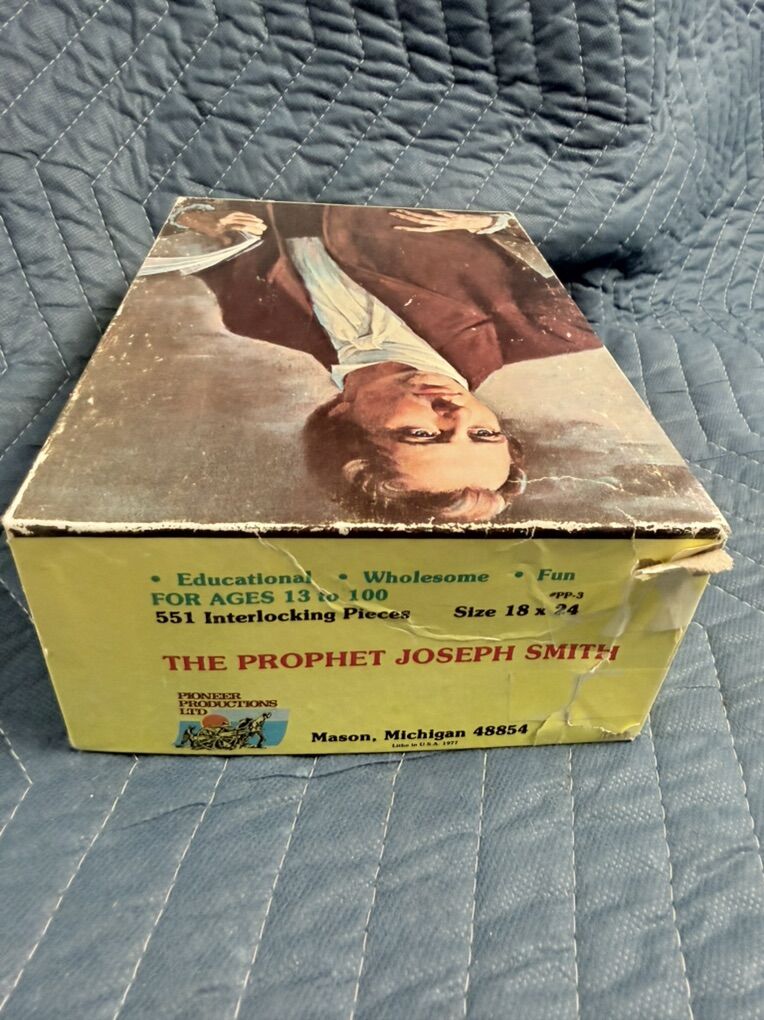 • Educational • Wholesome • Fun
FOR AGES 13 to 100 #PP-3
551 Interlocking Pieces Size 18 x 24
THE PROPHET JOSEPH SMITH
PIONEER
PRODUCTIONS
LTD
Mason, Michigan 48854
Litho in U.S.A. 1977